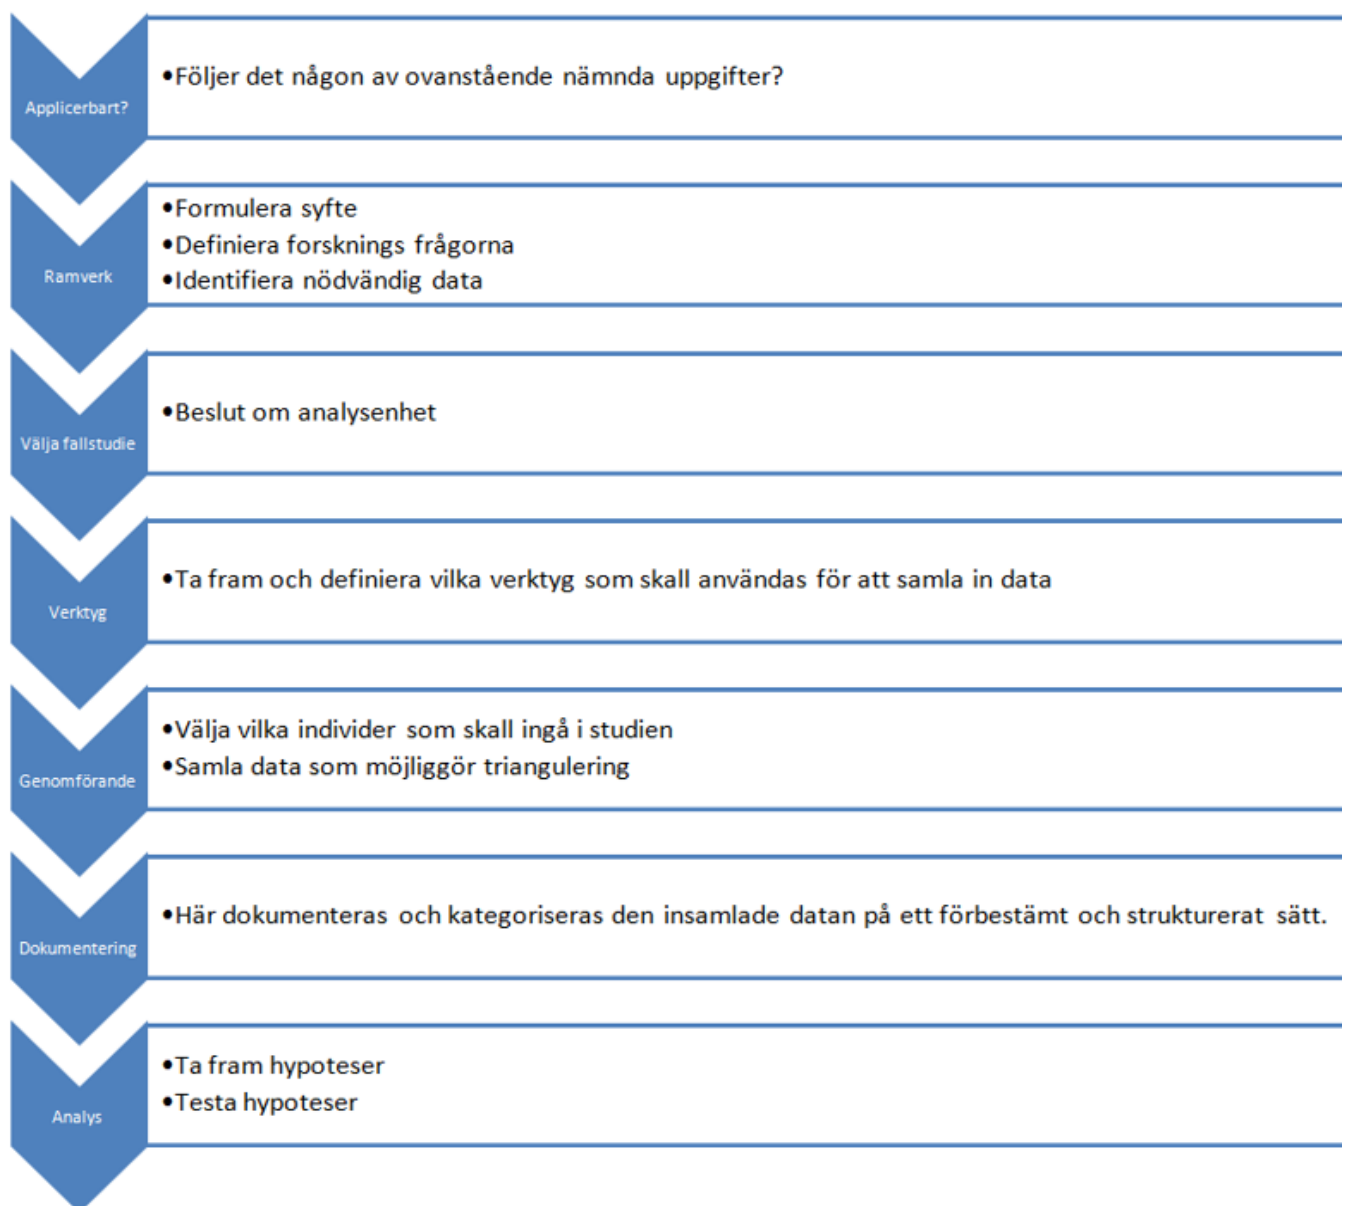 Applicerbart?
•Följer det någon av ovanstående nämnda uppgifter?
Ramverk
•Formulera syfte
•Definiera forsknings frågorna
•Identifiera nödvändig data
Välja fallstudie
•Beslut om analysenhet
Verktyg
•Ta fram och definiera vilka verktyg som skall användas för att samla in data
Genomförande
•Välja vilka individer som skall ingå i studien
•Samla data som möjliggör triangulering
Dokumentering
•Här dokumenteras och kategoriseras den insamlade datan på ett förbestämt och strukturerat sätt.
Analys
•Ta fram hypoteser
•Testa hypoteser